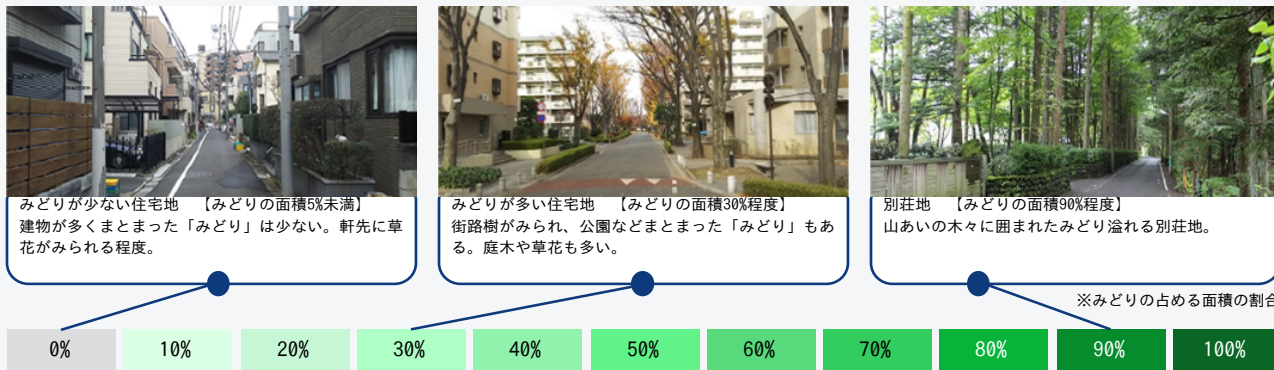 みどりが少ない住宅地　【みどりの面積5%未満】
建物が多くまとまった「みどり」は少ない。軒先に草
花がみられる程度。
みどりが多い住宅地　【みどりの面積30%程度】
街路樹がみられ、公園などまとまった「みどり」もあ
る。庭木や草花も多い。
別荘地　【みどりの面積90%程度】
山あいの木々に囲まれたみどり溢れる別荘地。
※みどりの占める面積の割合
0%
10%
20%
30%
40%
50%
60%
70%
80%
90%
100%